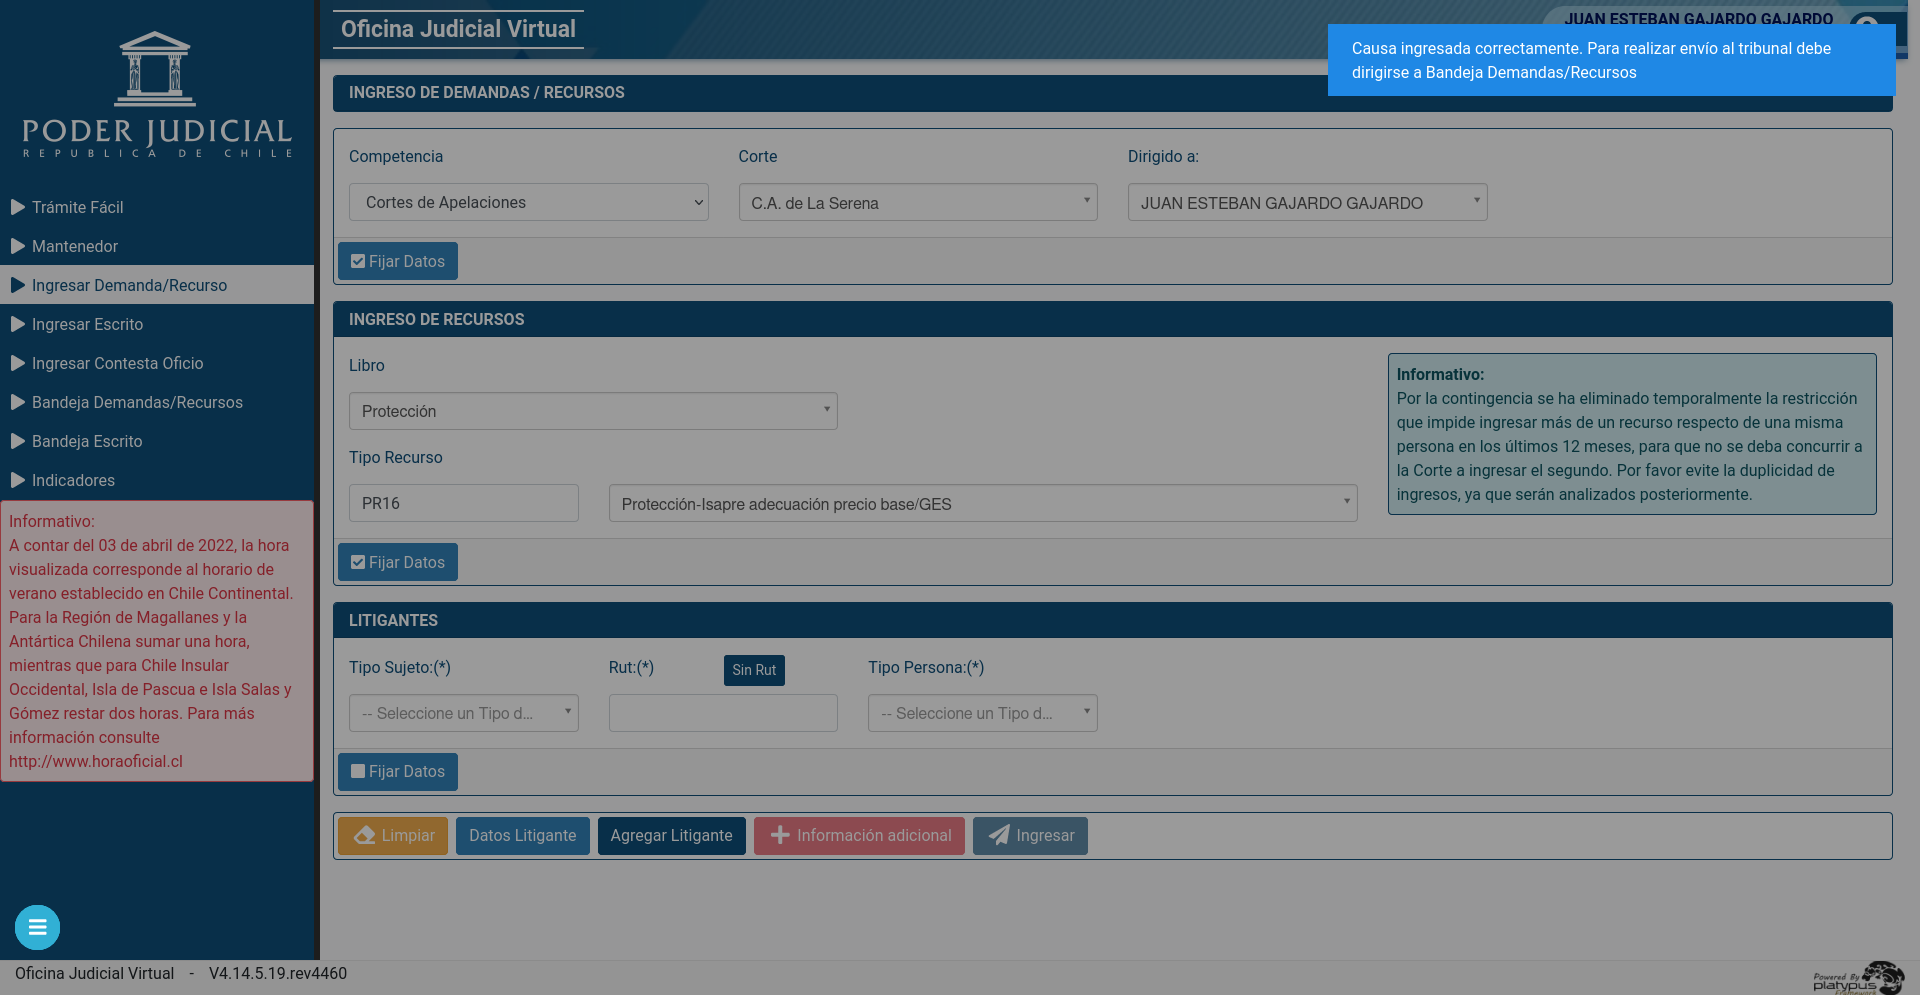 PODER JUDICIAL
REPUBLICA DE CHILE
Trámite Fácil
Mantenedor
Ingresar Demanda/Recurso
Ingresar Escrito
Ingresar Contesta Oficio
Bandeja Demandas/Recursos
Bandeja Escrito
Indicadores
Informativo:
A contar del 03 de abril de 2022, la hora
visualizada corresponde al horario de
verano establecido en Chile Continental.
Para la Región de Magallanes y la
Antártica Chilena sumar una hora,
mientras que para Chile Insular
Occidental, Isla de Pascua e Isla Salas y
Gómez restar dos horas. Para más
información consulte
http://www.horaoficial.cl
Oficina Judicial Virtual
JUAN ESTEBAN GAJARDO GAJARDO
Causa ingresada correctamente. Para realizar envío al tribunal debe
dirigirse a Bandeja Demandas/Recursos
INGRESO DE DEMANDAS / RECURSOS
Competencia Corte Dirigido a:
Cortes de Apelaciones C.A. de La Serena JUAN ESTEBAN GAJARDO GAJARDO
Fijar Datos
INGRESO DE RECURSOS
Libro
Protección
Tipo Recurso
PR16 Protección-Isapre adecuación precio base/GES
Informativo:
Por la contingencia se ha eliminado temporalmente la restricción
que impide ingresar más de un recurso respecto de una misma
persona en los últimos 12 meses, para que no se deba concurrir a
la Corte a ingresar el segundo. Por favor evite la duplicidad de
ingresos, ya que serán analizados posteriormente.
Fijar Datos
LITIGANTES
Tipo Sujeto:(*) Rut:(*) Sin Rut Tipo Persona:(*)
-- Seleccione un Tipo d... -- Seleccione un Tipo d...
Fijar Datos
Limpiar Datos Litigante Agregar Litigante Información adicional Ingresar
Oficina Judicial Virtual - V4.14.5.19.rev4460
Powered By
platypus
Framework